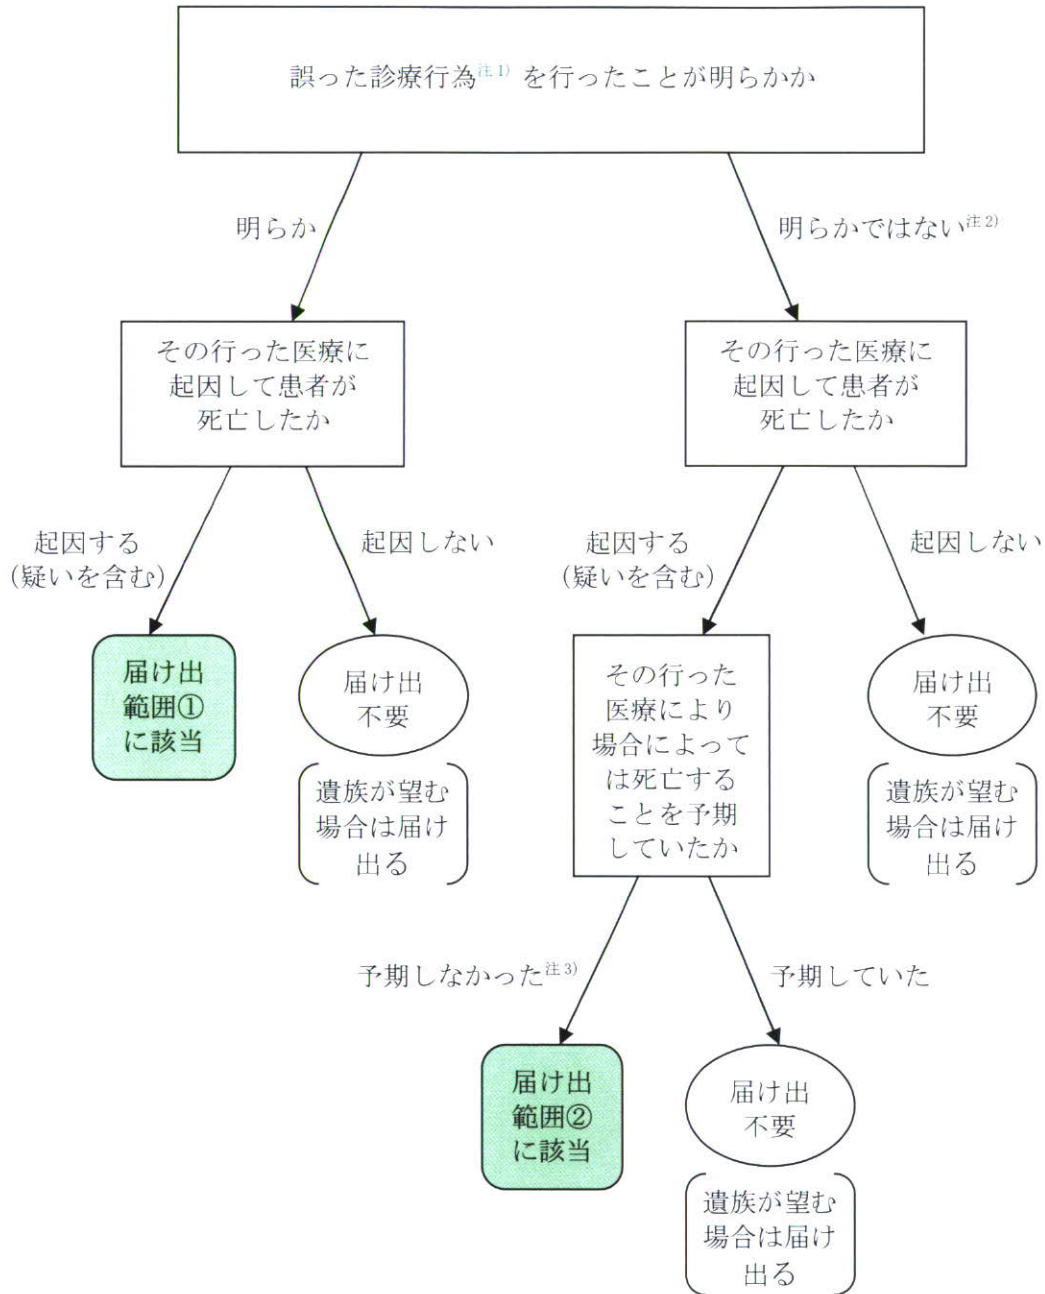 誤った診療行為注1) を行ったことが明らかか
明らか
明らかではない注2)
その行った医療に
起因して患者が
死亡したか
その行った医療に
起因して患者が
死亡したか
起因する
(疑いを含む)
起因しない
起因する
(疑いを含む)
起因しない
届け出
範囲①
に該当
届け出
不要
遺族が望む
場合は届け
出る
その行った
医療により
場合によって
は死亡する
ことを予期
していたか
届け出
不要
遺族が望む
場合は届け
出る
予期しなかった注3)
予期していた
届け出
範囲②
に該当
届け出
不要
遺族が望む
場合は届け
出る